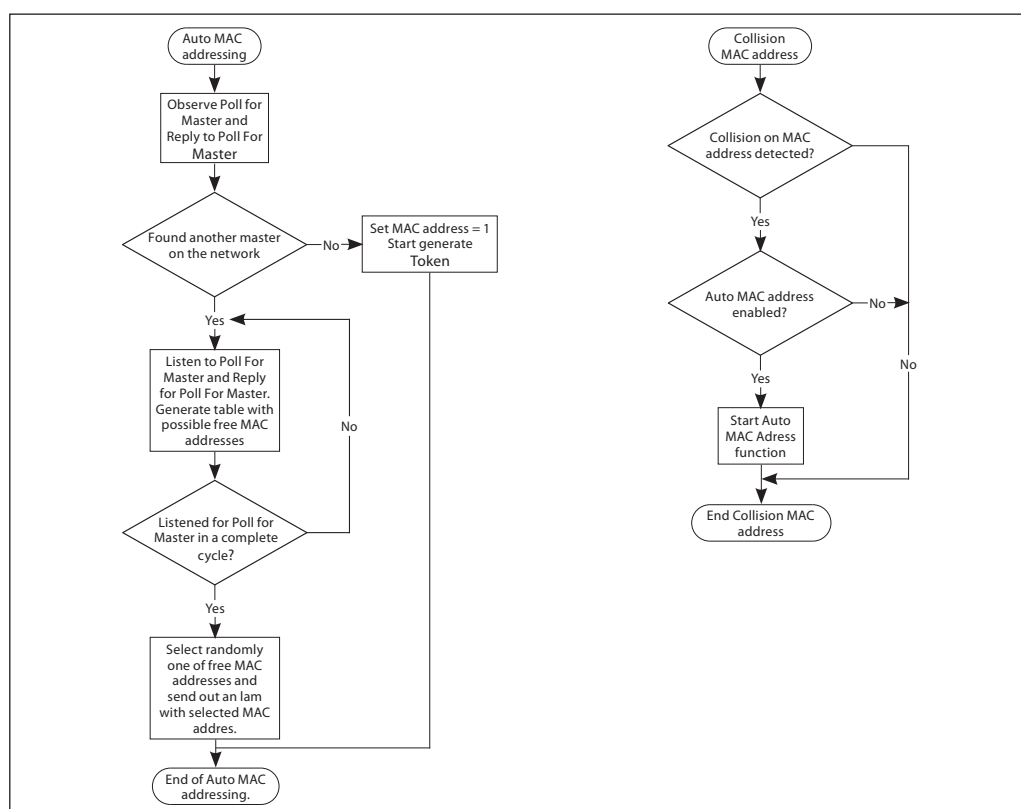 Auto MAC
addressing
Observe Poll for
Master and
Reply to Poll For
Master
Found another master
on the network
No
Set MAC address = 1
Start generate
Token
Yes
Listen to Poll For
Master and Reply
for Poll For Master.
Generate table with
possible free MAC
addresses
No
Listened for Poll for
Master in a complete
cycle?
Yes
Select randomly
one of free MAC
addresses and
send out an Iam
with selected MAC
addres.
End of Auto MAC
addressing.
Collision
MAC address
Collision on MAC
address detected?
Yes
Auto MAC address
enabled?
No
No
Yes
Start Auto
MAC Adress
function
End Collision MAC
address